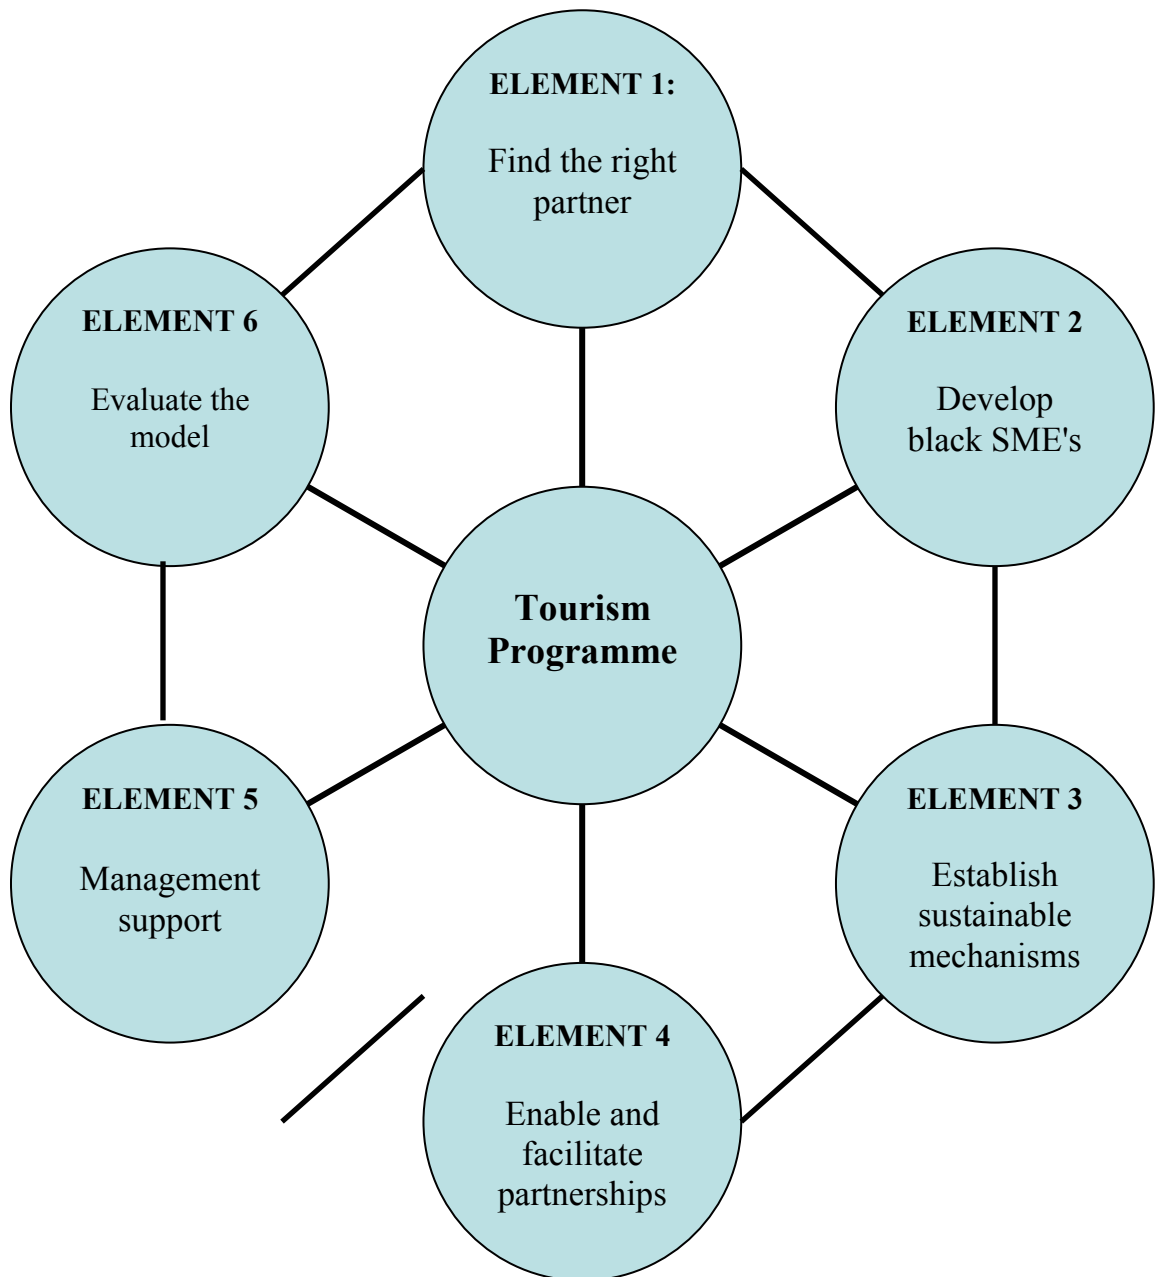 ELEMENT 1:
Find the right
partner
ELEMENT 2
Develop
black SME's
ELEMENT 3
Establish
sustainable
mechanisms
ELEMENT 4
Enable and
facilitate
partnerships
ELEMENT 5
Management
support
ELEMENT 6
Evaluate the
model
Tourism
Programme